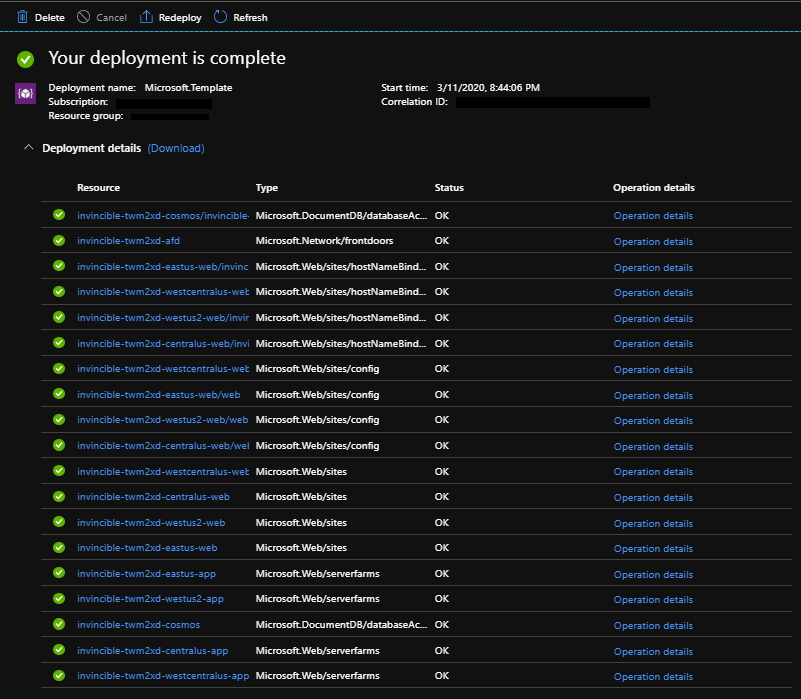 Delete Cancel Redeploy Refresh
Your deployment is complete
Deployment name: Microsoft.Template Start time: 3/11/2020, 8:44:06 PM
Subscription: Correlation ID:
Resource group:
Deployment details (Download)
Resource Type Status Operation details
invincible-twm2xd-cosmos/invincible- Microsoft.DocumentDB/databaseAc... OK Operation details
invincible-twm2xd-afd Microsoft.Network/frontdoors OK Operation details
invincible-twm2xd-eastus-web/invinc Microsoft.Web/sites/hostNameBind... OK Operation details
invincible-twm2xd-westcentralus-web Microsoft.Web/sites/hostNameBind... OK Operation details
invincible-twm2xd-westus2-web/invir Microsoft.Web/sites/hostNameBind... OK Operation details
invincible-twm2xd-centralus-web/invi Microsoft.Web/sites/hostNameBind... OK Operation details
invincible-twm2xd-westcentralus-web Microsoft.Web/sites/config OK Operation details
invincible-twm2xd-eastus-web/web Microsoft.Web/sites/config OK Operation details
invincible-twm2xd-westus2-web/web Microsoft.Web/sites/config OK Operation details
invincible-twm2xd-centralus-web/wel Microsoft.Web/sites/config OK Operation details
invincible-twm2xd-westcentralus-web Microsoft.Web/sites OK Operation details
invincible-twm2xd-centralus-web Microsoft.Web/sites OK Operation details
invincible-twm2xd-westus2-web Microsoft.Web/sites OK Operation details
invincible-twm2xd-eastus-web Microsoft.Web/sites OK Operation details
invincible-twm2xd-eastus-app Microsoft.Web/serverfarms OK Operation details
invincible-twm2xd-westus2-app Microsoft.Web/serverfarms OK Operation details
invincible-twm2xd-cosmos Microsoft.DocumentDB/databaseAc... OK Operation details
invincible-twm2xd-centralus-app Microsoft.Web/serverfarms OK Operation details
invincible-twm2xd-westcentralus-app Microsoft.Web/serverfarms OK Operation details